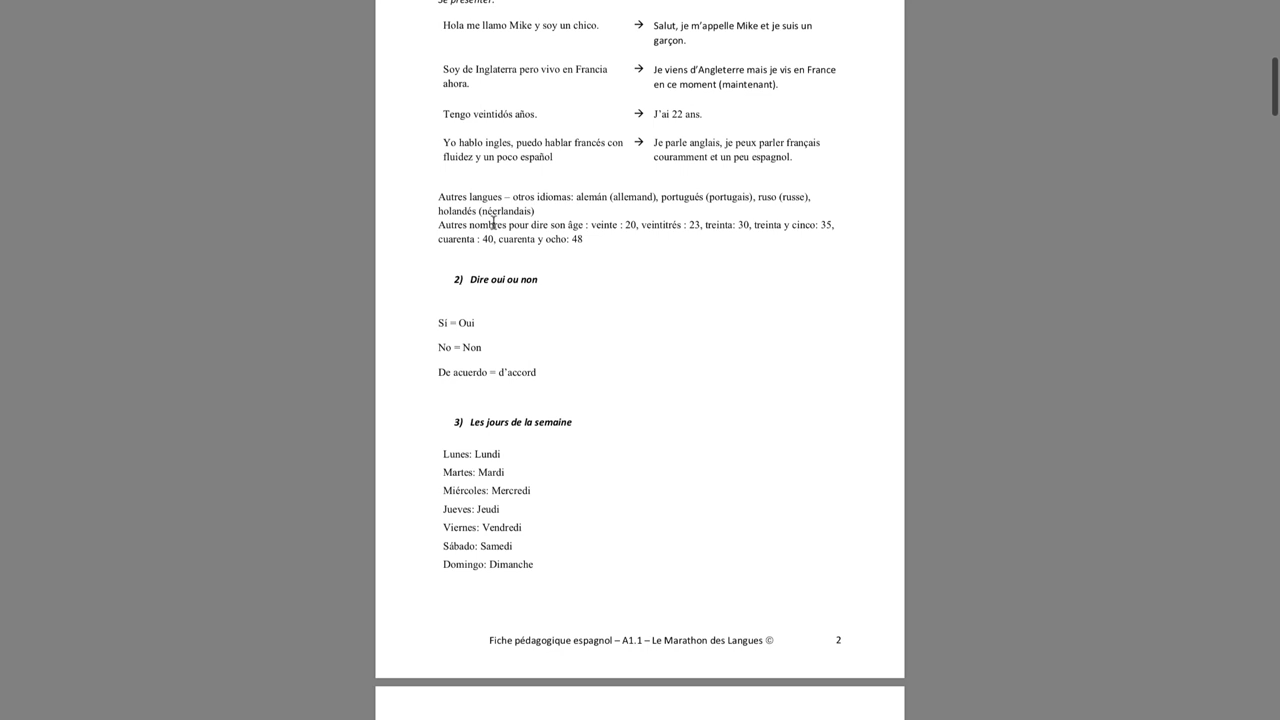 Se présenter:
Hola me llamo Mike y soy un chico. → Salut, je m’appelle Mike et je suis un
garçon.
Soy de Inglaterra pero vivo en Francia → Je viens d’Angleterre mais je vis en France
ahora. en ce moment (maintenant).
Tengo veintidós años. → J’ai 22 ans.
Yo hablo ingles, puedo hablar francés con → Je parle anglais, je peux parler français
fluidez y un poco español couramment et un peu espagnol.
Autres langues – otros idiomas: alemán (allemand), portugués (portugais), ruso (russe),
holandés (néerlandais)
Autres nombres pour dire son âge : veinte : 20, veintitrés : 23, treinta: 30, treinta y cinco: 35,
cuarenta : 40, cuarenta y ocho: 48
2) Dire oui ou non
Sí = Oui
No = Non
De acuerdo = d’accord
3) Les jours de la semaine
Lunes: Lundi
Martes: Mardi
Miércoles: Mercredi
Jueves: Jeudi
Viernes: Vendredi
Sábado: Samedi
Domingo: Dimanche
Fiche pédagogique espagnol – A1.1 – Le Marathon des Langues © 2